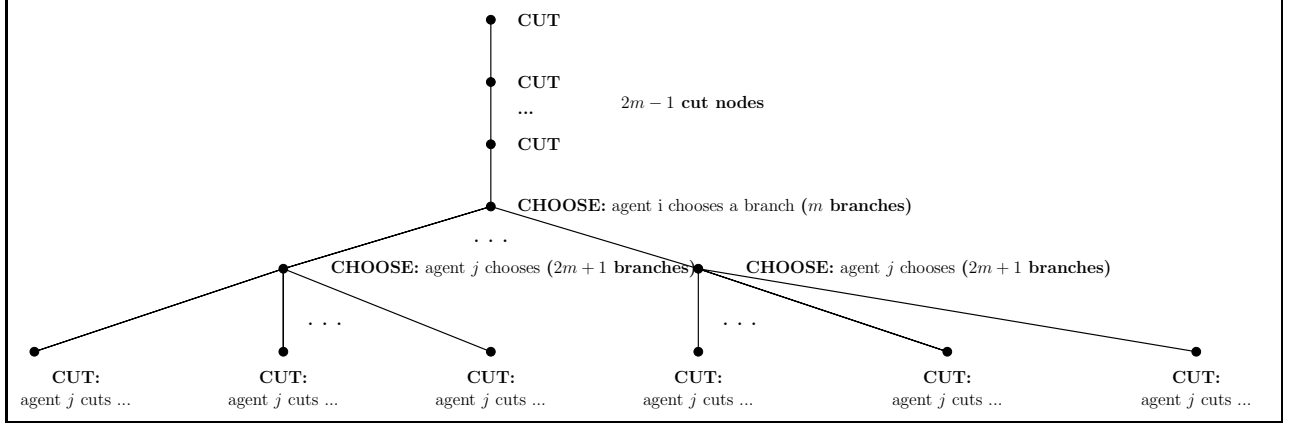 CUT
CUT
...
2m − 1 cut nodes
CUT
CHOOSE: agent i chooses a branch (m branches)
. . .
CHOOSE: agent j chooses (2m + 1 branches)
CHOOSE: agent j chooses (2m + 1 branches)
. . .
. . .
CUT:
agent j cuts ...
CUT:
agent j cuts ...
CUT:
agent j cuts ...
CUT:
agent j cuts ...
CUT:
agent j cuts ...
CUT:
agent j cuts ...